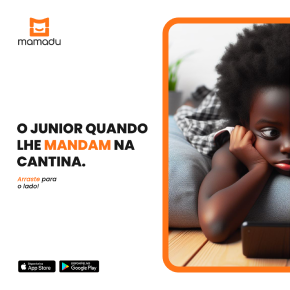 mamadu
O JUNIOR QUANDO
LHE MANDAM NA
CANTINA.
Arraste para
o lado!
App Store
Google Play